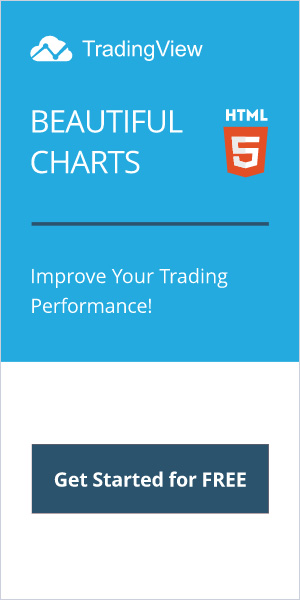 TradingView
BEAUTIFUL
CHARTS
HTML
5
Improve Your Trading
Performance!
Get Started for FREE